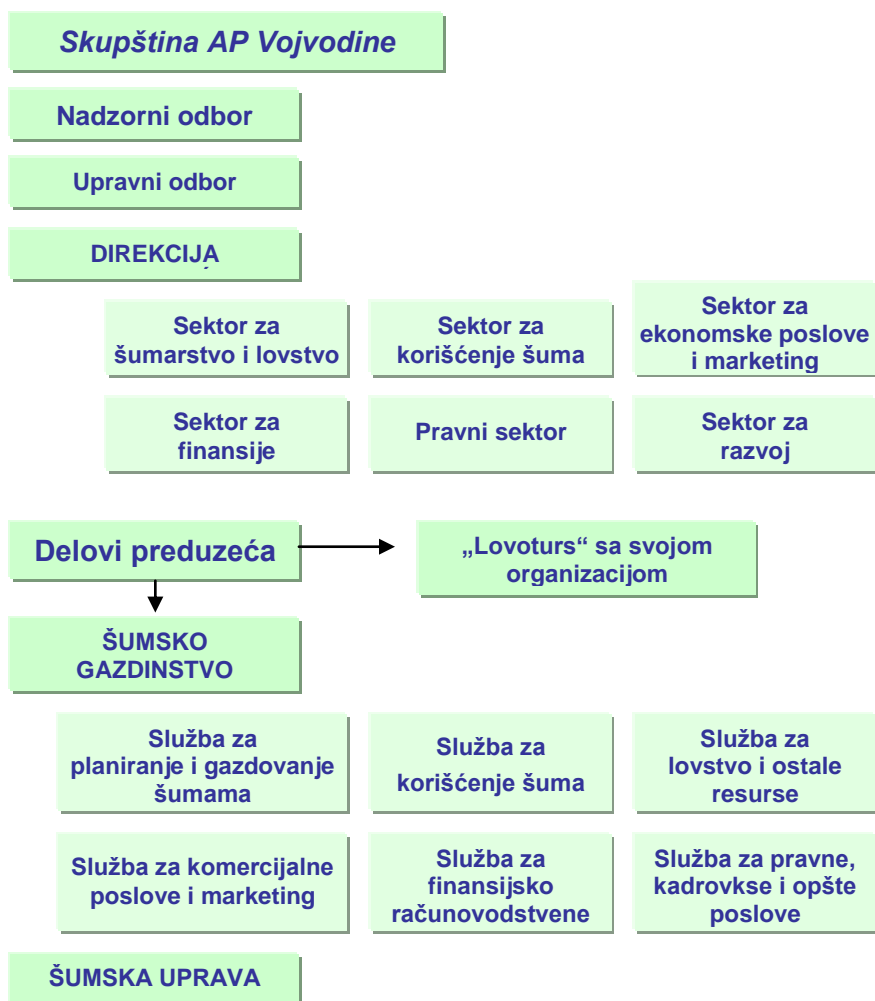 Skupština AP Vojvodine
Nadzorni odbor
Upravni odbor
DIREKCIJA
Sektor za
šumarstvo i lovstvo
Sektor za
korišćenje šuma
Sektor za
ekonomske poslove
i marketing
Sektor za
finansije
Pravni sektor
Sektor za
razvoj
Delovi preduzeća
„Lovoturs“ sa svojom
organizacijom
ŠUMSKO
GAZDINSTVO
Služba za
planiranje i gazdovanje
šumama
Služba za
korišćenje šuma
Služba za
lovstvo i ostale
resurse
Služba za komercijalne
poslove i marketing
Služba za
finansijsko
računovodstvene
Služba za pravne,
kadrovkse i opšte
poslove
ŠUMSKA UPRAVA